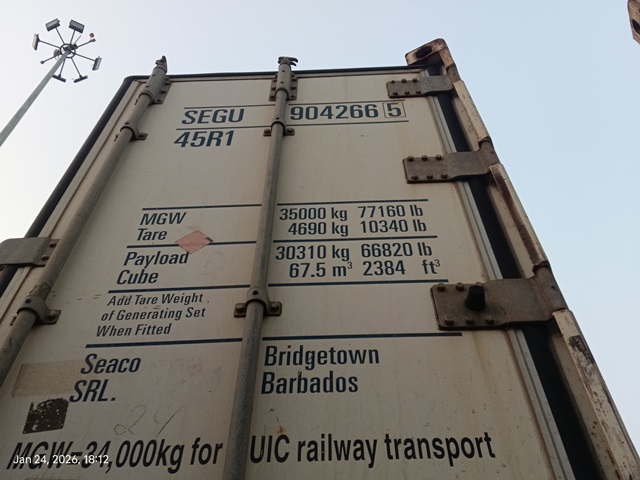 SEGU 904266 5
45R1
MGW 35000 kg 77160 lb
Tare 4690 kg 10340 lb
Payload 30310 kg 66820 lb
Cube 67.5 m³ 2384 ft³
Add Tare Weight
of Generating Set
When Fitted
Seaco Bridgetown
SRL. Barbados
24
MGW-34,000kg for UIC railway transport
Jan 24, 2026, 18:12